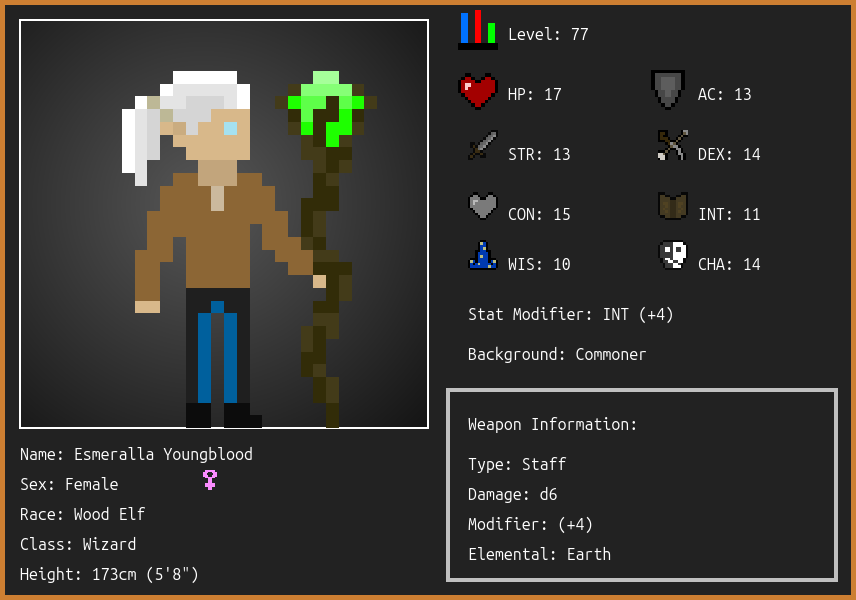 Level: 77
HP: 17
AC: 13
STR: 13
DEX: 14
CON: 15
INT: 11
WIS: 10
CHA: 14
Stat Modifier: INT (+4)
Background: Commoner
Weapon Information:
Type: Staff
Damage: d6
Modifier: (+4)
Elemental: Earth
Name: Esmeralla Youngblood
Sex: Female
Race: Wood Elf
Class: Wizard
Height: 173cm (5'8")